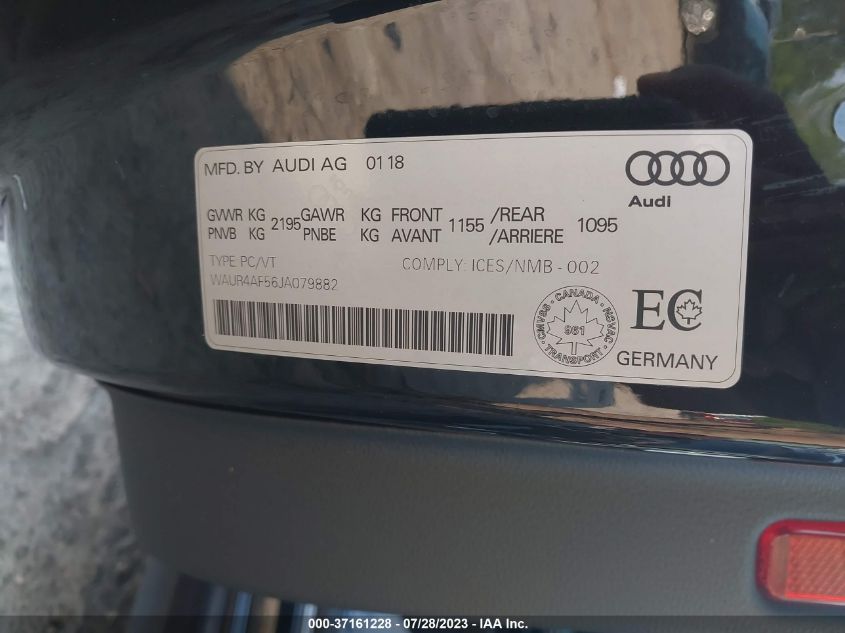 MFD. BY AUDI AG 01 18
Audi
GVWR KG 2195 GAWR KG FRONT 1155 /REAR 1095
PNVB KG PNBE KG AVANT /ARRIERE
TYPE: PC/VT COMPLY: ICES/NMB - 002
WAUR4AF56JA079882
CANADA
CMVSS · NSVAC
961
TRANSPORT
EC
GERMANY
000-37161228 - 07/28/2023 - IAA Inc.